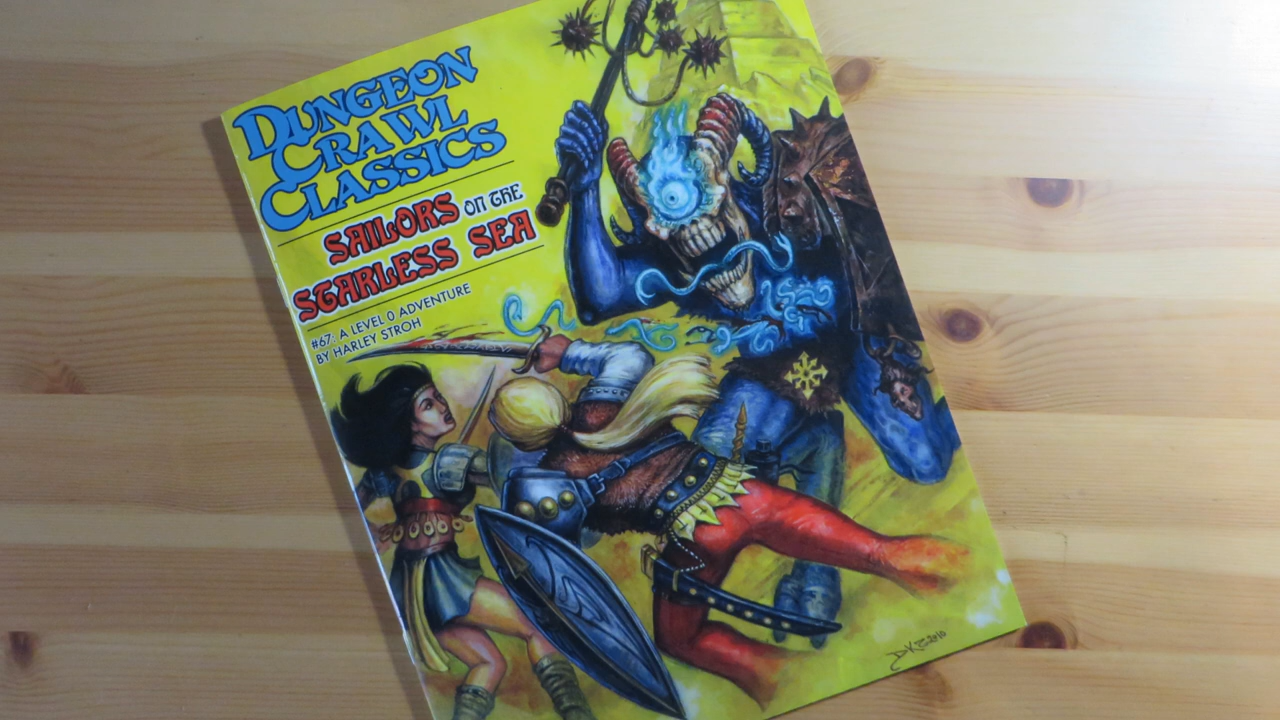 DUNGEON
CRAWL
CLASSICS
SAILORS ON THE
STARLESS SEA
#67: A LEVEL 0 ADVENTURE
BY HARLEY STROH